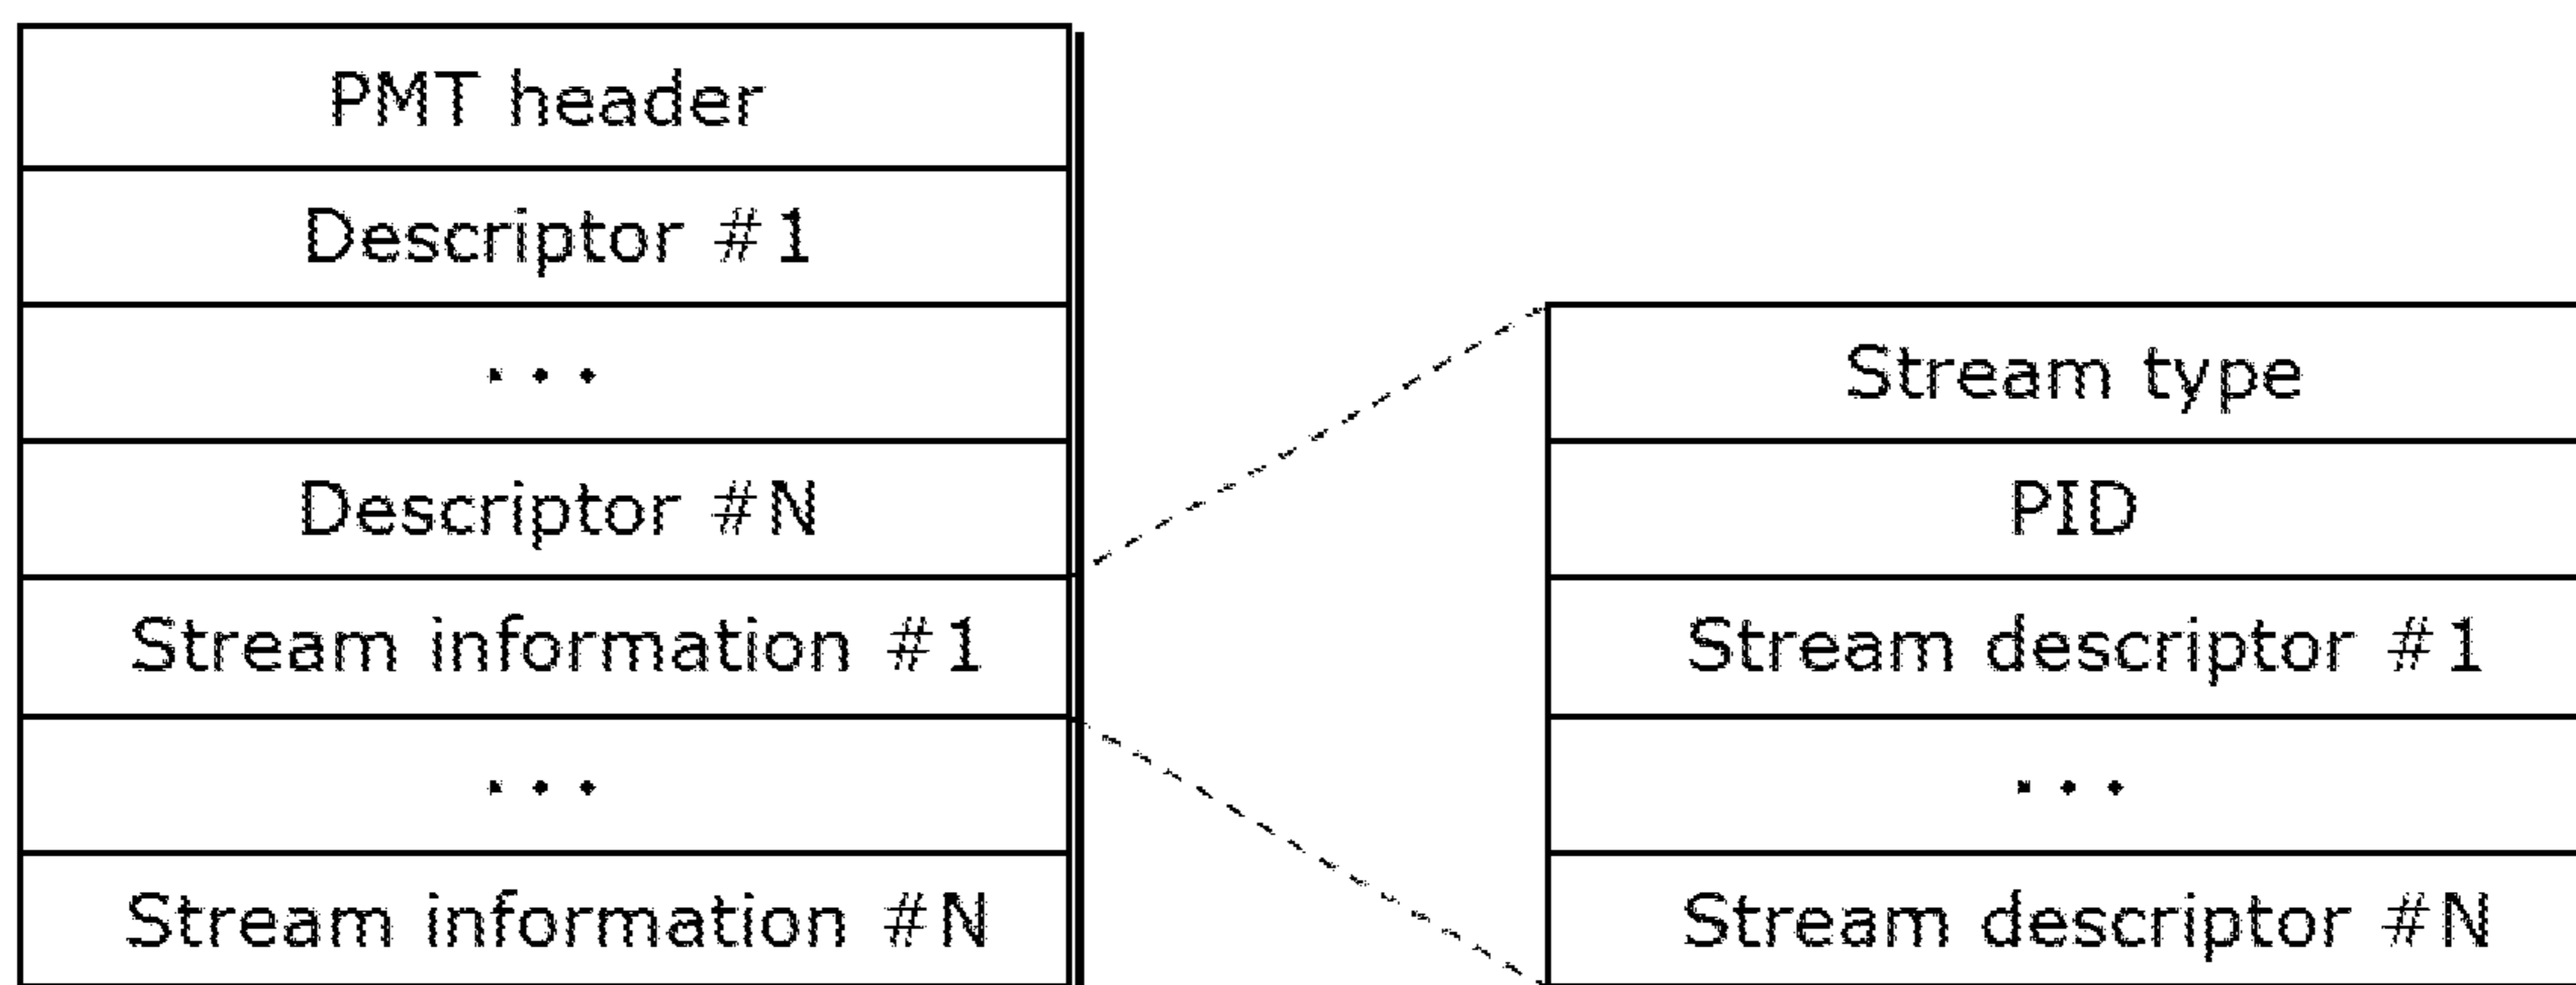 PMT header
Descriptor #1
...
Descriptor #N
Stream information #1
...
Stream information #N
Stream type
PID
Stream descriptor #1
...
Stream descriptor #N